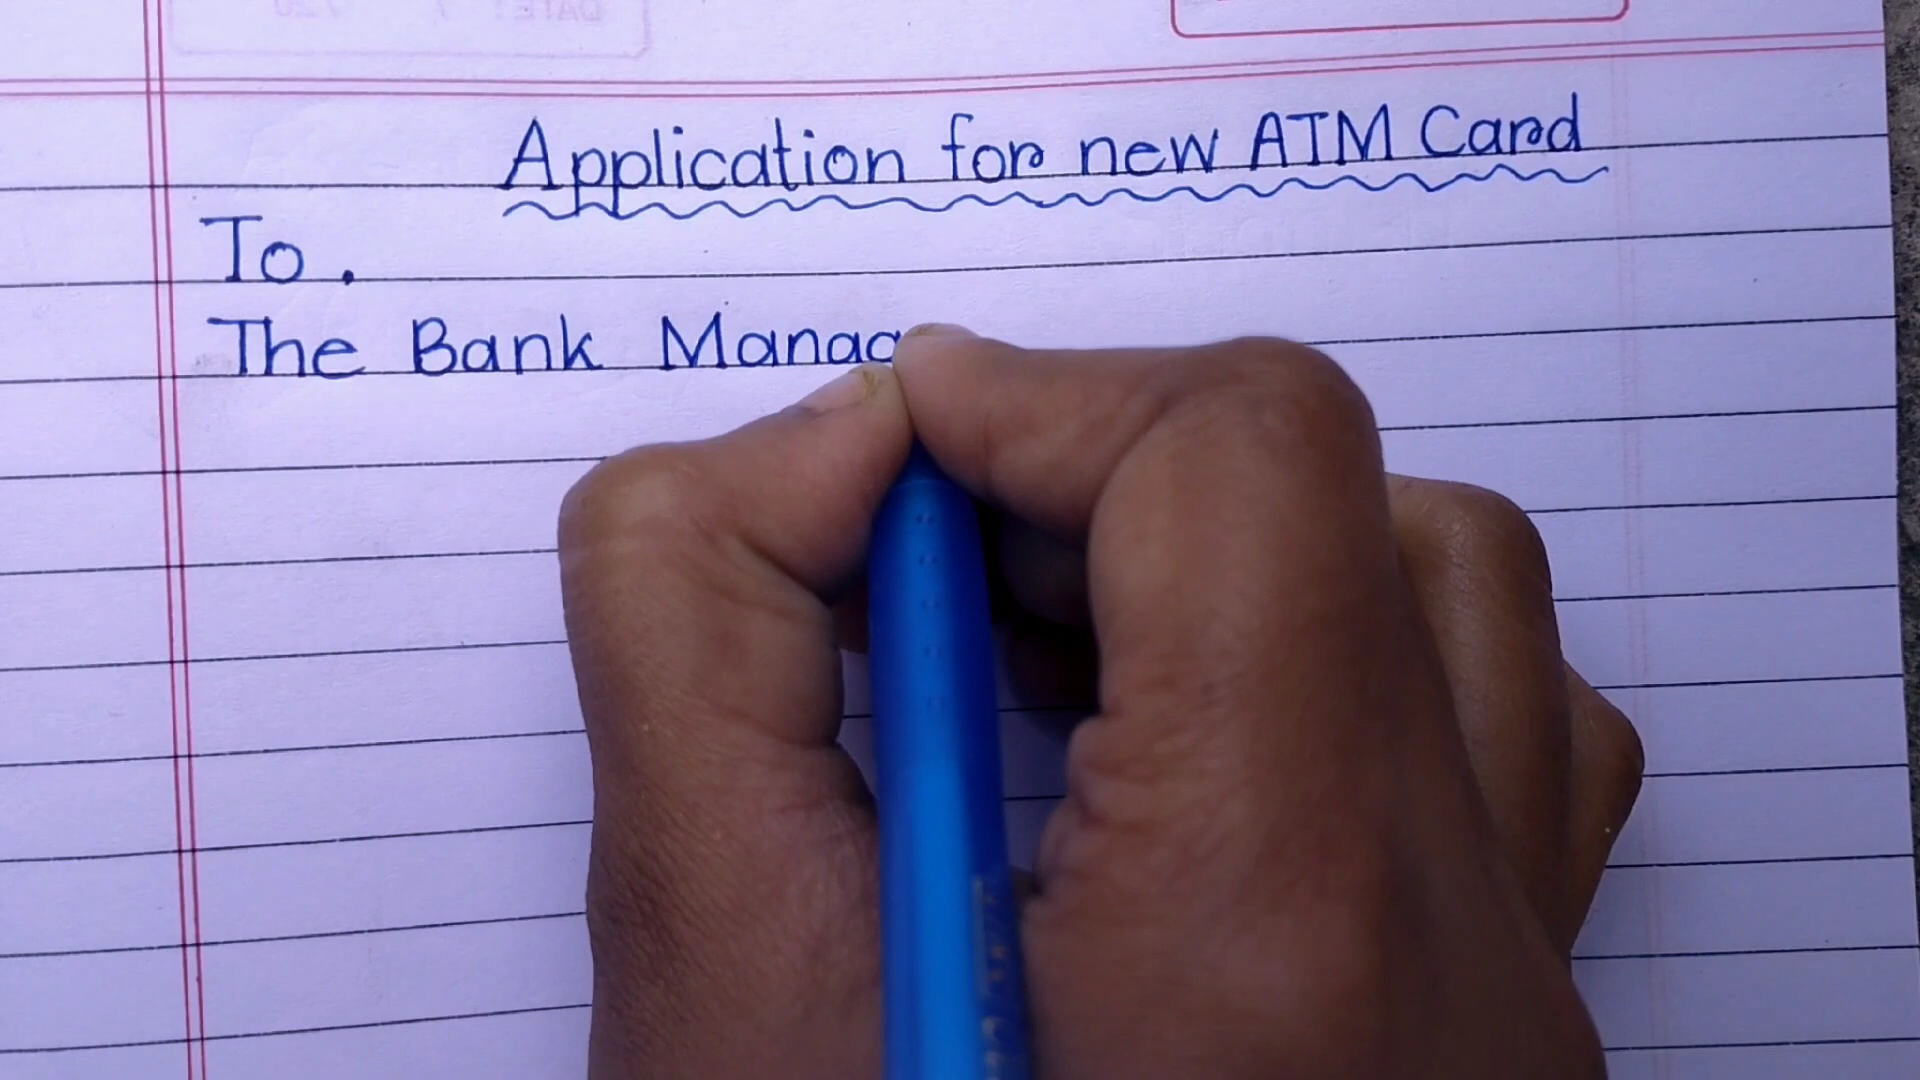 Application for new ATM Card
To .
The Bank Manag